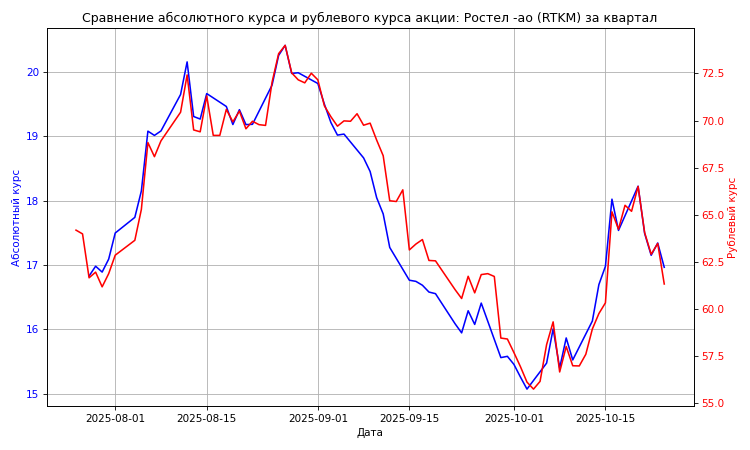 Сравнение абсолютного курса и рублевого курса акции: Ростел -ао (RTKM) за квартал
20
19
18
17
16
15
Абсолютный курс
72.5
70.0
67.5
65.0
62.5
60.0
57.5
55.0
Рублевый курс
2025-08-01 2025-08-15 2025-09-01 2025-09-15 2025-10-01 2025-10-15
Дата